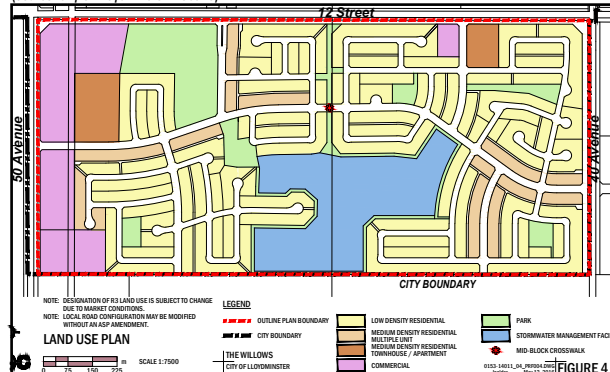 12 Street
50 Avenue
40 Avenue
CITY BOUNDARY
NOTE: DESIGNATION OF R3 LAND USE IS SUBJECT TO CHANGE
DUE TO MARKET CONDITIONS.
NOTE: LOCAL ROAD CONFIGURATION MAY BE MODIFIED
WITHOUT AN ASP AMENDMENT.
LAND USE PLAN
0 75 150 225 m SCALE 1:7500
LEGEND
OUTLINE PLAN BOUNDARY
CITY BOUNDARY
THE WILLOWS
CITY OF LLOYDMINSTER
LOW DENSITY RESIDENTIAL
MEDIUM DENSITY RESIDENTIAL
MULTIPLE UNIT
MEDIUM DENSITY RESIDENTIAL
TOWNHOUSE / APARTMENT
COMMERCIAL
PARK
STORMWATER MANAGEMENT FACI
MID-BLOCK CROSSWALK
FIGURE 4